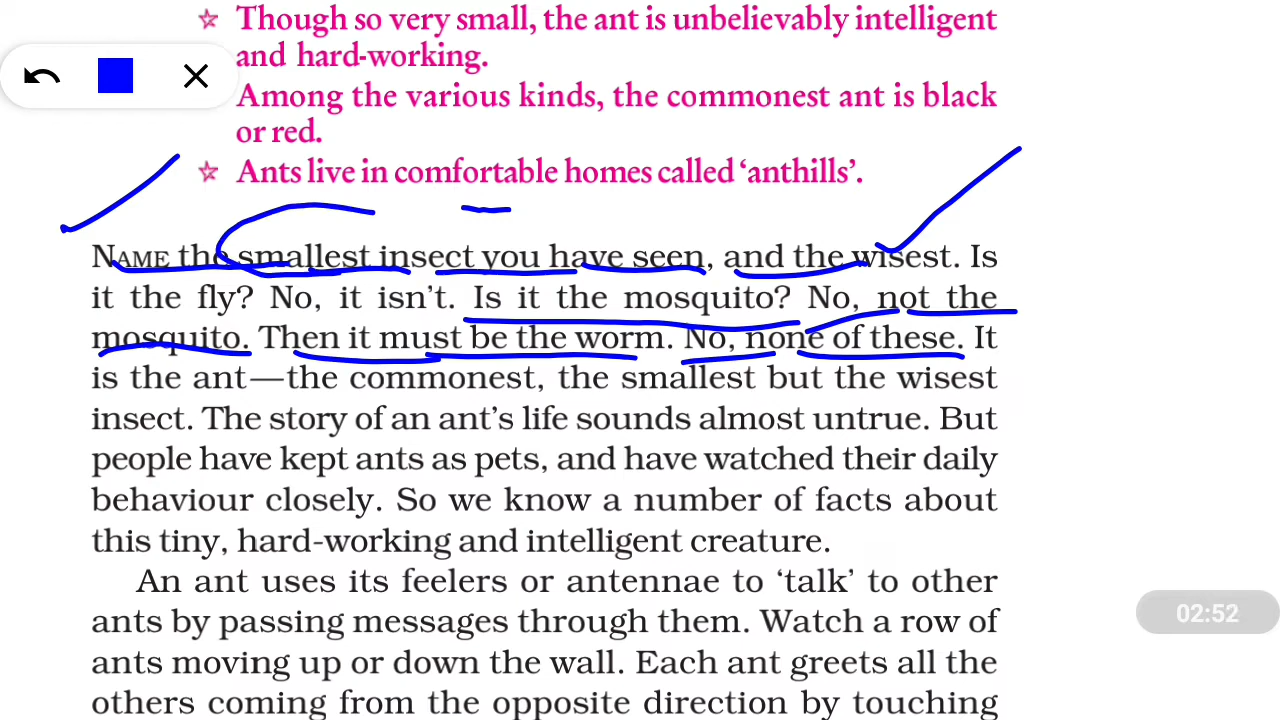 Though so very small, the ant is unbelievably intelligent
and hard-working.
Among the various kinds, the commonest ant is black
or red.
Ants live in comfortable homes called ‘anthills’.
NAME the smallest insect you have seen, and the wisest. Is
it the fly? No, it isn’t. Is it the mosquito? No, not the
mosquito. Then it must be the worm. No, none of these. It
is the ant—the commonest, the smallest but the wisest
insect. The story of an ant’s life sounds almost untrue. But
people have kept ants as pets, and have watched their daily
behaviour closely. So we know a number of facts about
this tiny, hard-working and intelligent creature.
An ant uses its feelers or antennae to ‘talk’ to other
ants by passing messages through them. Watch a row of
ants moving up or down the wall. Each ant greets all the
others coming from the opposite direction by touching
02:52